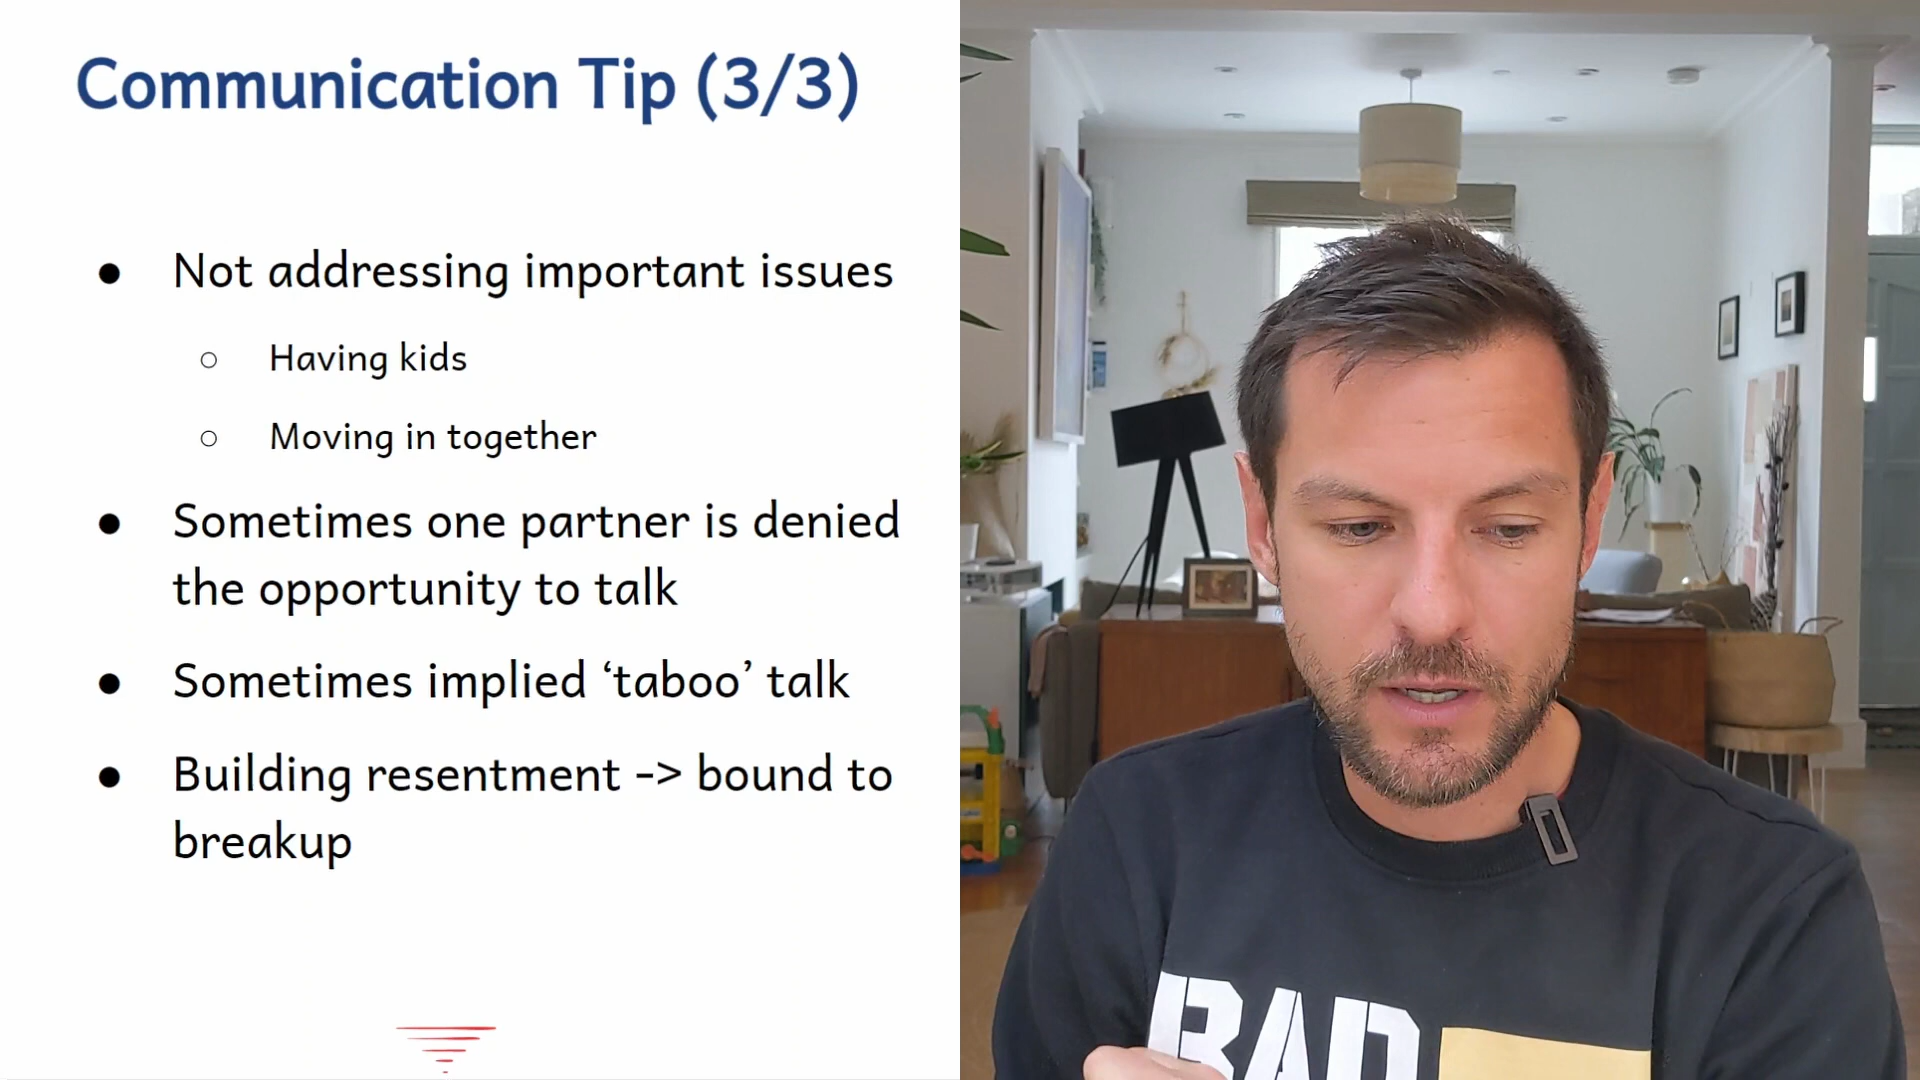 Communication Tip (3/3)
● Not addressing important issues
○ Having kids
○ Moving in together
● Sometimes one partner is denied
the opportunity to talk
● Sometimes implied ‘taboo’ talk
● Building resentment -> bound to
breakup
BAD